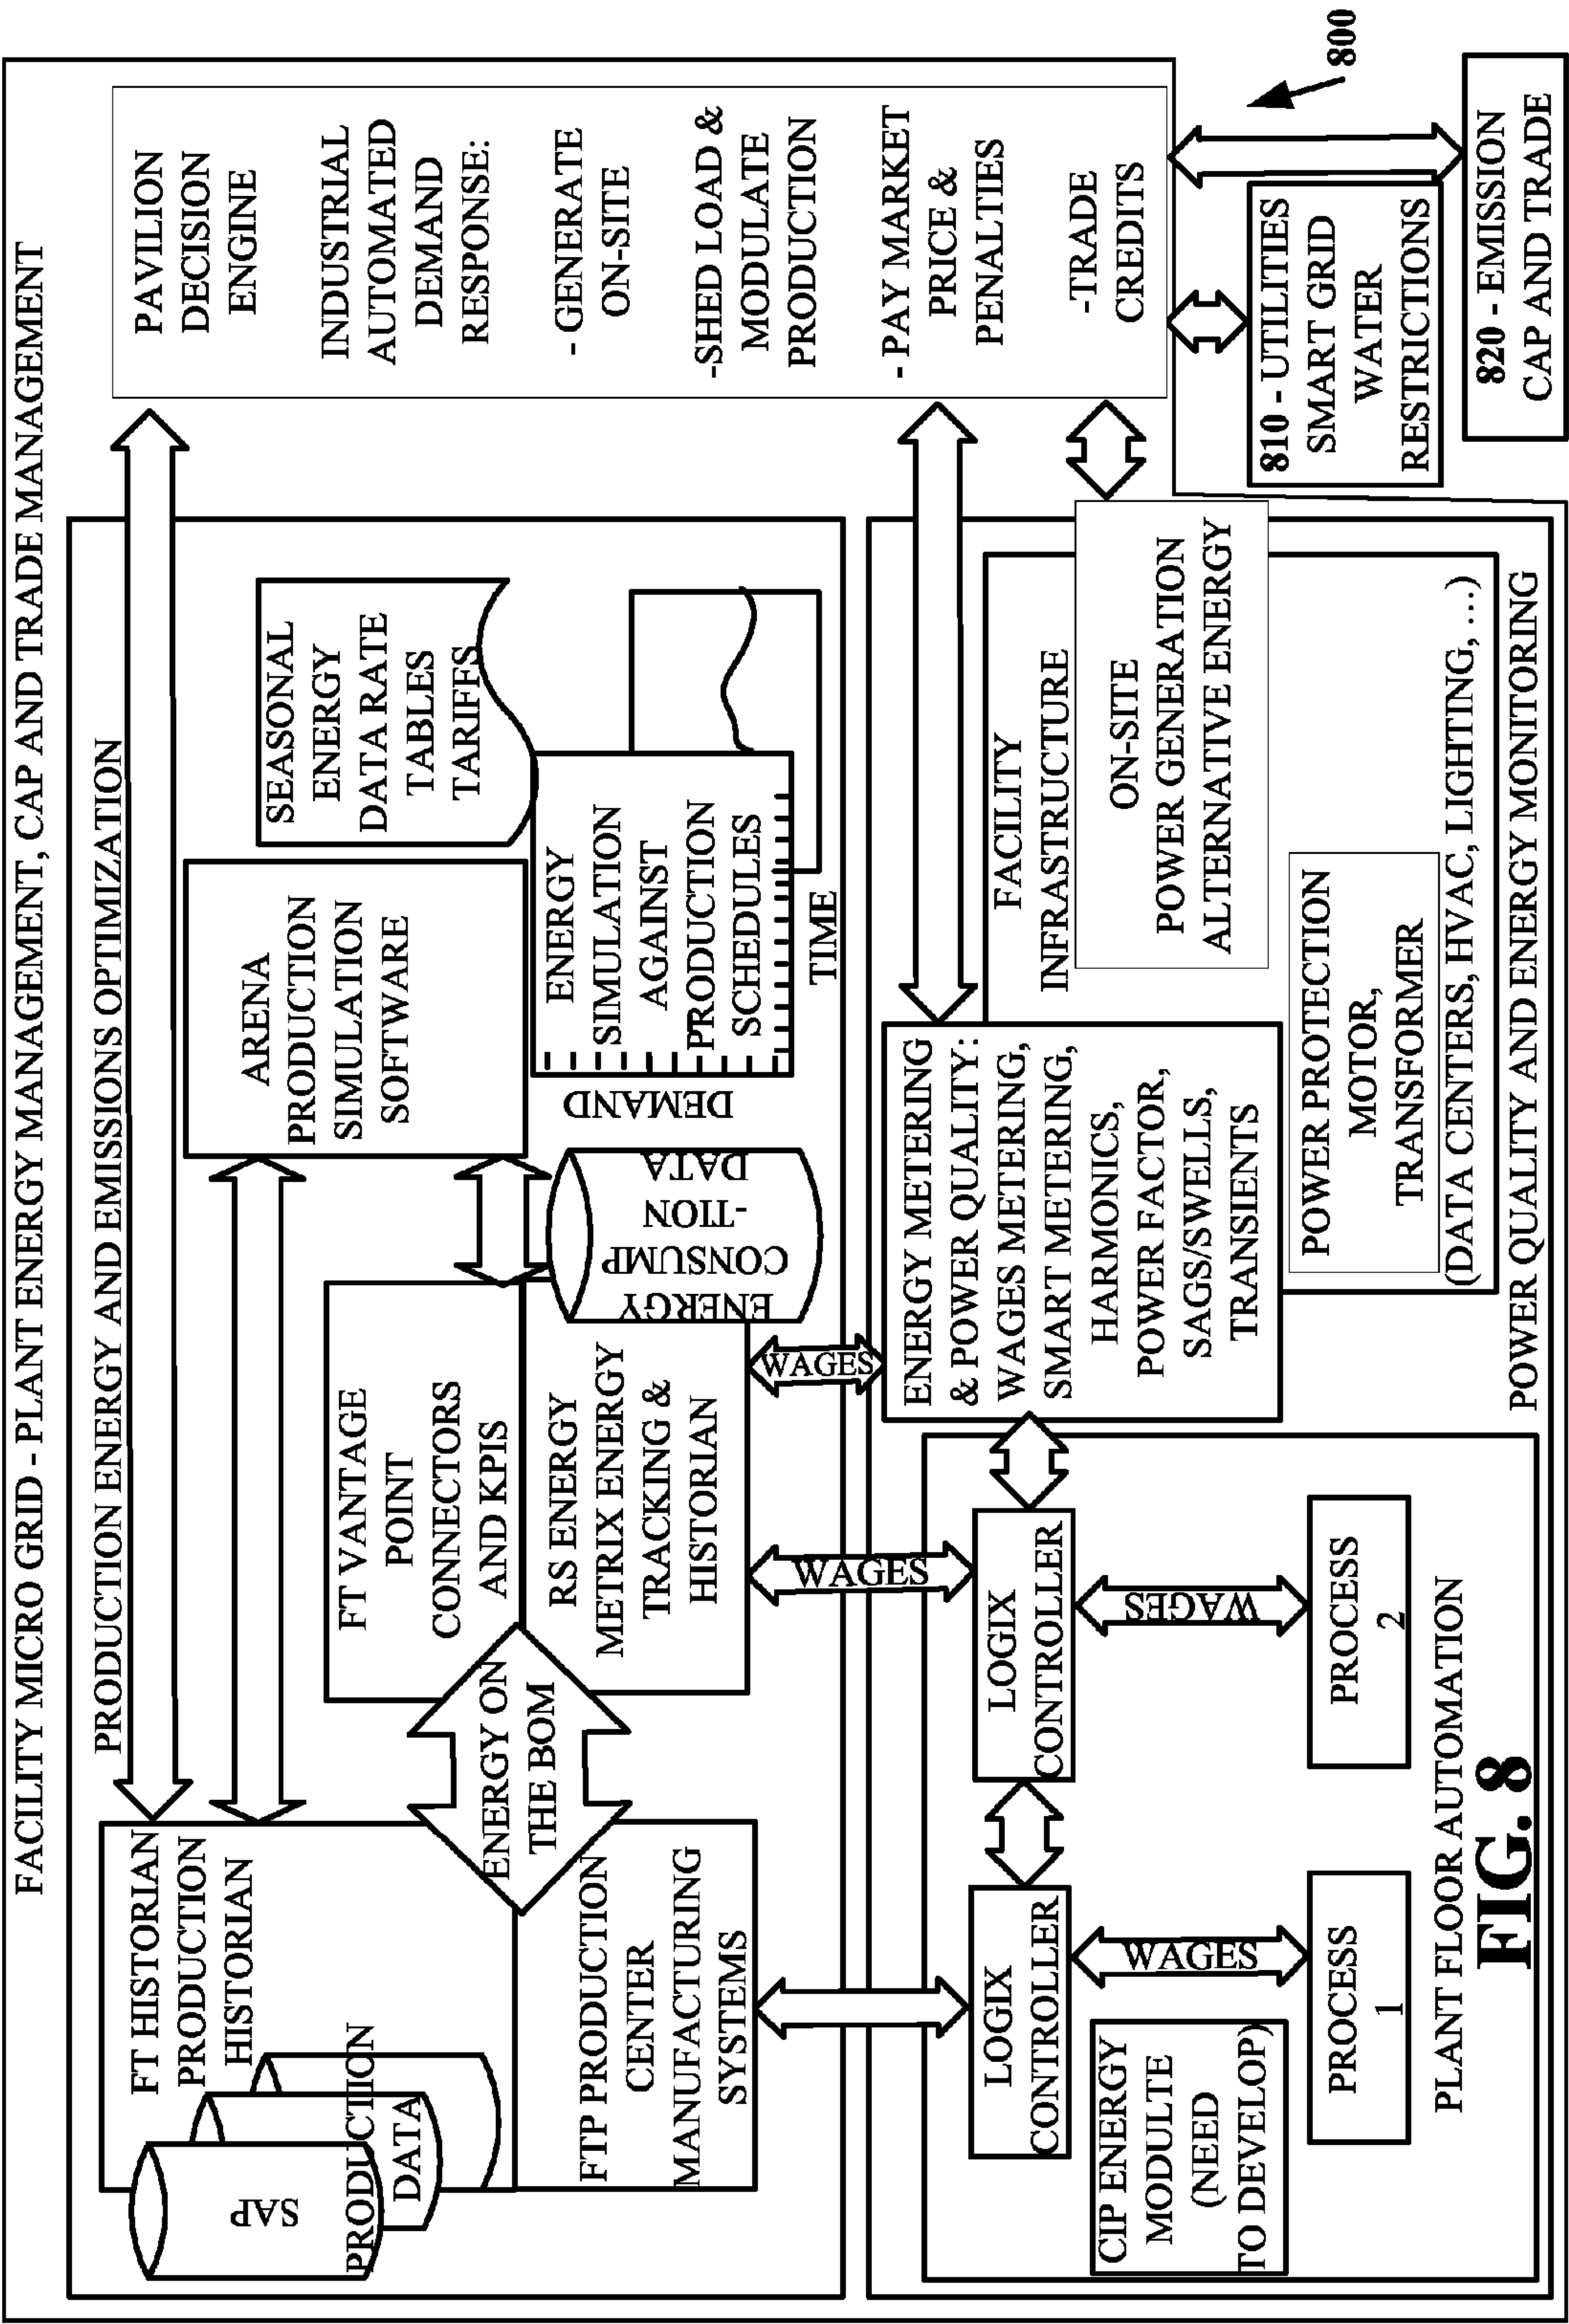 FACILITY MICRO GRID - PLANT ENERGY MANAGEMENT, CAP AND TRADE MANAGEMENT
PRODUCTION ENERGY AND EMISSIONS OPTIMIZATION
FT HISTORIAN
PRODUCTION
HISTORIAN
SAP
PRODUCTION
DATA
FTP PRODUCTION
CENTER
MANUFACTURING
SYSTEMS
ENERGY ON
THE BOM
FT VANTAGE
POINT
CONNECTORS
AND KPIS
RS ENERGY
METRIX ENERGY
TRACKING &
HISTORIAN
ENERGY
CONSUMP
-TION
DATA
ARENA
PRODUCTION
SIMULATION
SOFTWARE
SEASONAL
ENERGY
DATA RATE
TABLES
TARIFFS
DEMAND
ENERGY
SIMULATION
AGAINST
PRODUCTION
SCHEDULES
TIME
PAVILION
DECISION
ENGINE
INDUSTRIAL
AUTOMATED
DEMAND
RESPONSE:
- GENERATE
ON-SITE
-SHED LOAD &
MODULATE
PRODUCTION
- PAY MARKET
PRICE &
PENALTIES
-TRADE
CREDITS
WAGES
WAGES
LOGIX
CONTROLLER
LOGIX
CONTROLLER
CIP ENERGY
MODULTE
(NEED
TO DEVELOP)
WAGES
WAGES
PROCESS
1
PROCESS
2
PLANT FLOOR AUTOMATION
ENERGY METERING
& POWER QUALITY:
WAGES METERING,
SMART METERING,
HARMONICS,
POWER FACTOR,
SAGS/SWELLS,
TRANSIENTS
FACILITY
INFRASTRUCTURE
ON-SITE
POWER GENERATION
ALTERNATIVE ENERGY
POWER PROTECTION
MOTOR,
TRANSFORMER
(DATA CENTERS, HVAC, LIGHTING, …)
POWER QUALITY AND ENERGY MONITORING
810 - UTILITIES
SMART GRID
WATER
RESTRICTIONS
820 - EMISSION
CAP AND TRADE
800
FIG. 8